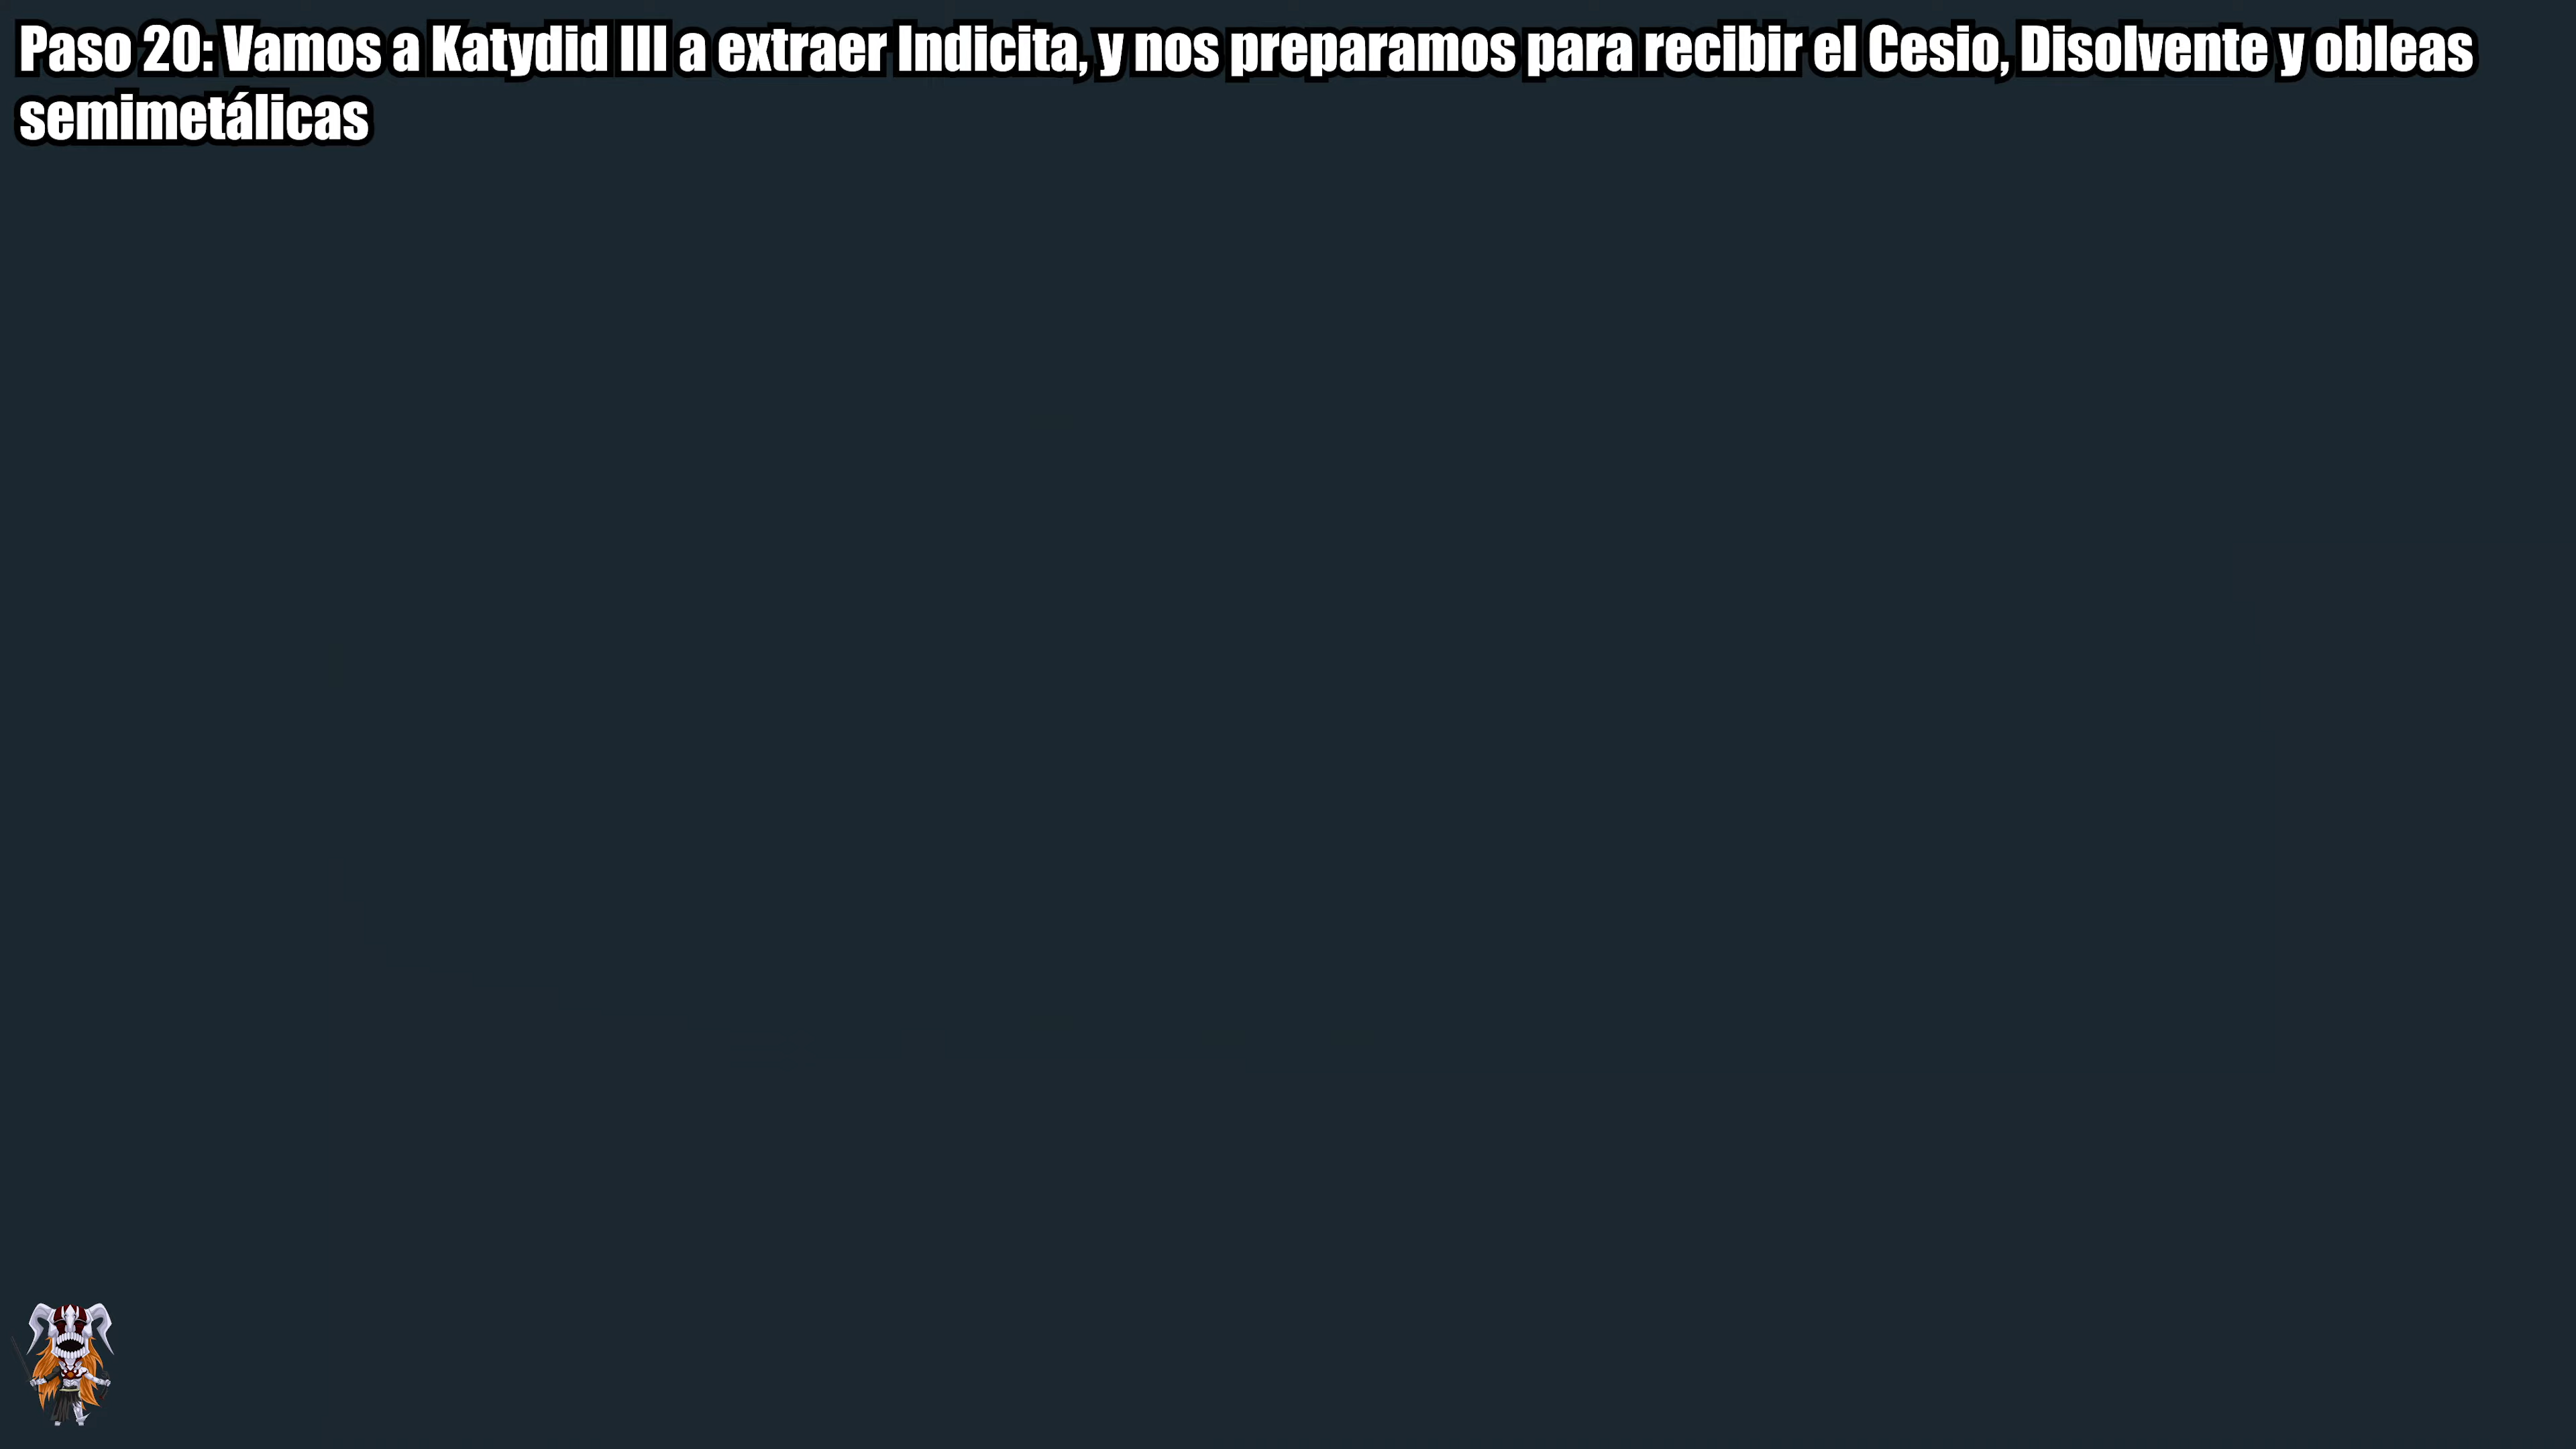 Paso 20: Vamos a Katydid III a extraer Indicita, y nos preparamos para recibir el Cesio, Disolvente y obleas
semimetálicas